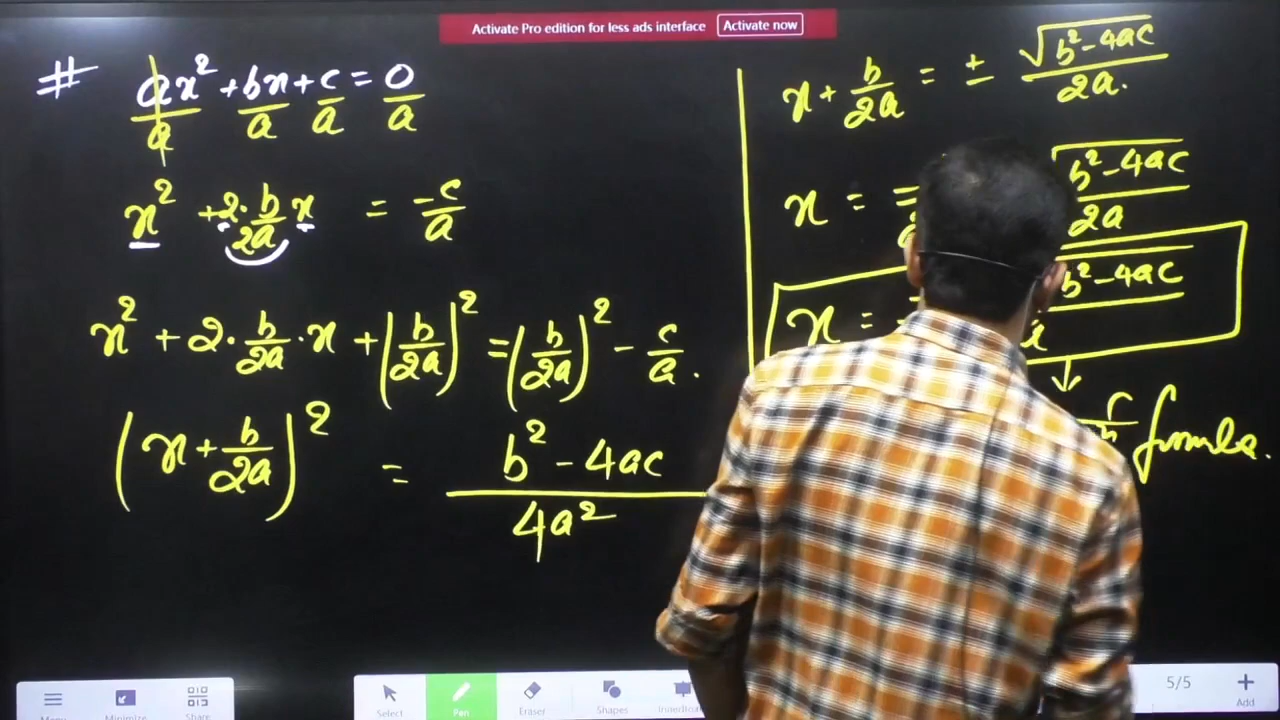 Activate Pro edition for less ads interface Activate now
# ax²/a + bx/a + c/a = 0/a
x² + 2·b/2a x = -c/a
x² + 2·b/2a·x + (b/2a)² = (b/2a)² - c/a.
(x + b/2a)² = b² - 4ac / 4a²
x + b/2a = ± √b² - 4ac / 2a.
x = b² - 4ac / 2a
x = b² - 4ac
formula.
Menu Minimize Share Select Pen Eraser Shapes 5/5 Add